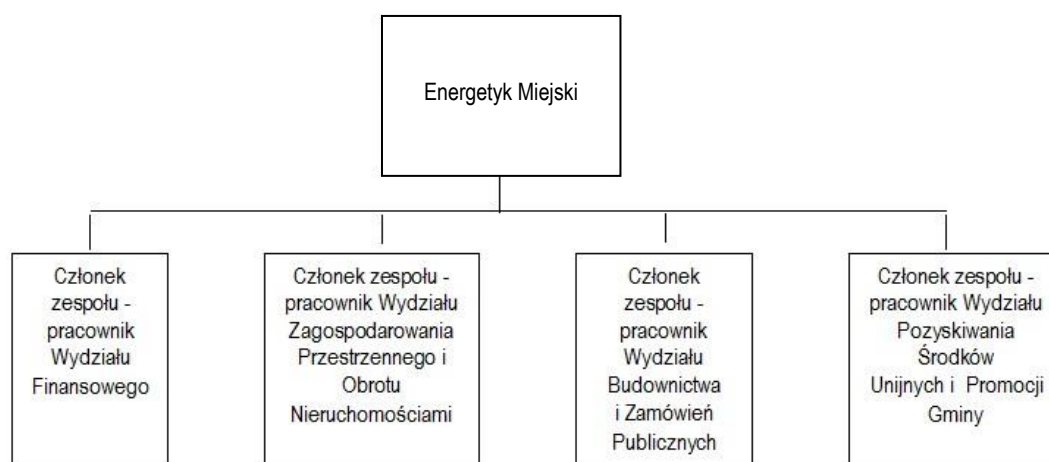 Energetyk Miejski
Członek
zespołu -
pracownik
Wydziału
Finansowego
Członek zespołu -
pracownik Wydziału
Zagospodarowania
Przestrzennego i
Obrotu
Nieruchomościami
Członek
zespołu -
pracownik
Wydziału
Budownictwa
i Zamówień
Publicznych
Członek zespołu -
pracownik Wydziału
Pozyskiwania
Środków
Unijnych i Promocji
Gminy